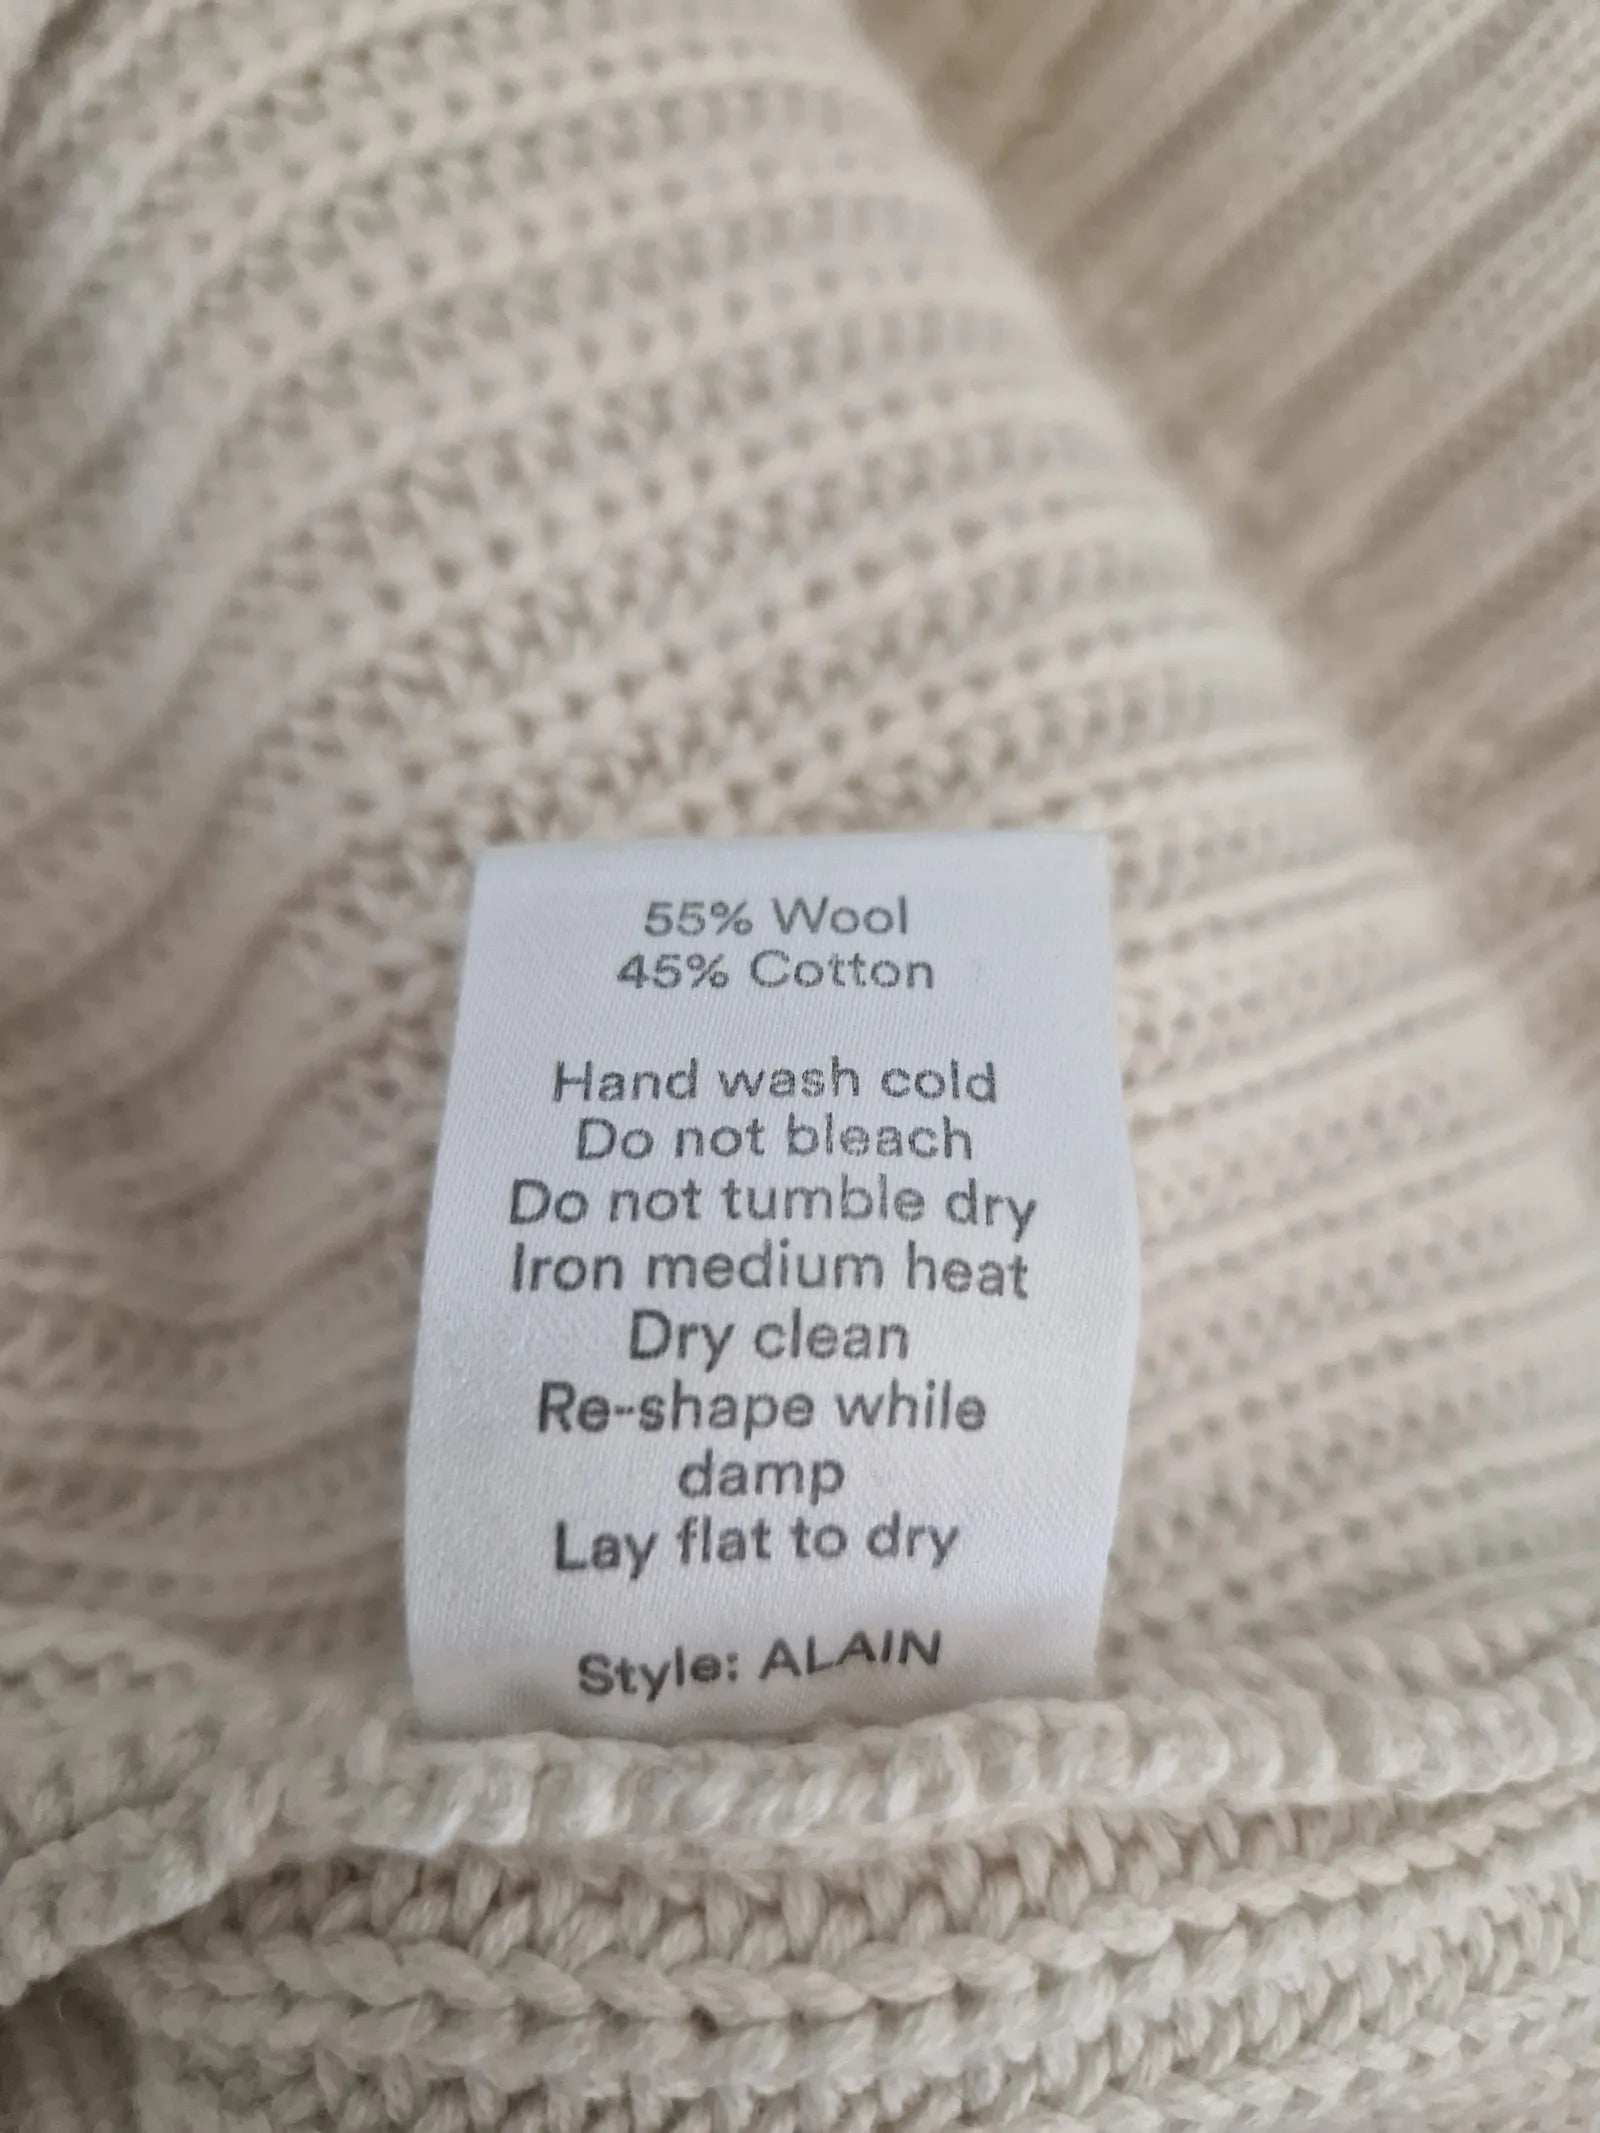 55% Wool
45% Cotton
Hand wash cold
Do not bleach
Do not tumble dry
Iron medium heat
Dry clean
Re-shape while
damp
Lay flat to dry
Style: ALAIN